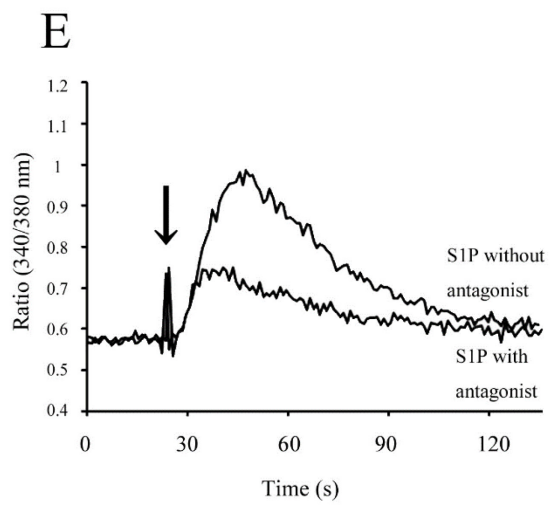 E
1.2
1.1
1
0.9
0.8
0.7
0.6
0.5
0.4
Ratio (340/380 nm)
S1P without
antagonist
S1P with
antagonist
0 30 60 90 120
Time (s)